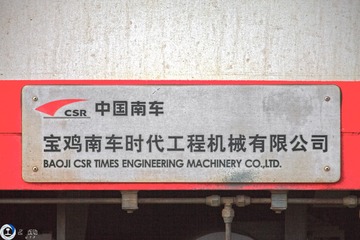 CSR 中国南车
宝鸡南车时代工程机械有限公司
BAOJI CSR TIMES ENGINEERING MACHINERY CO.,LTD.